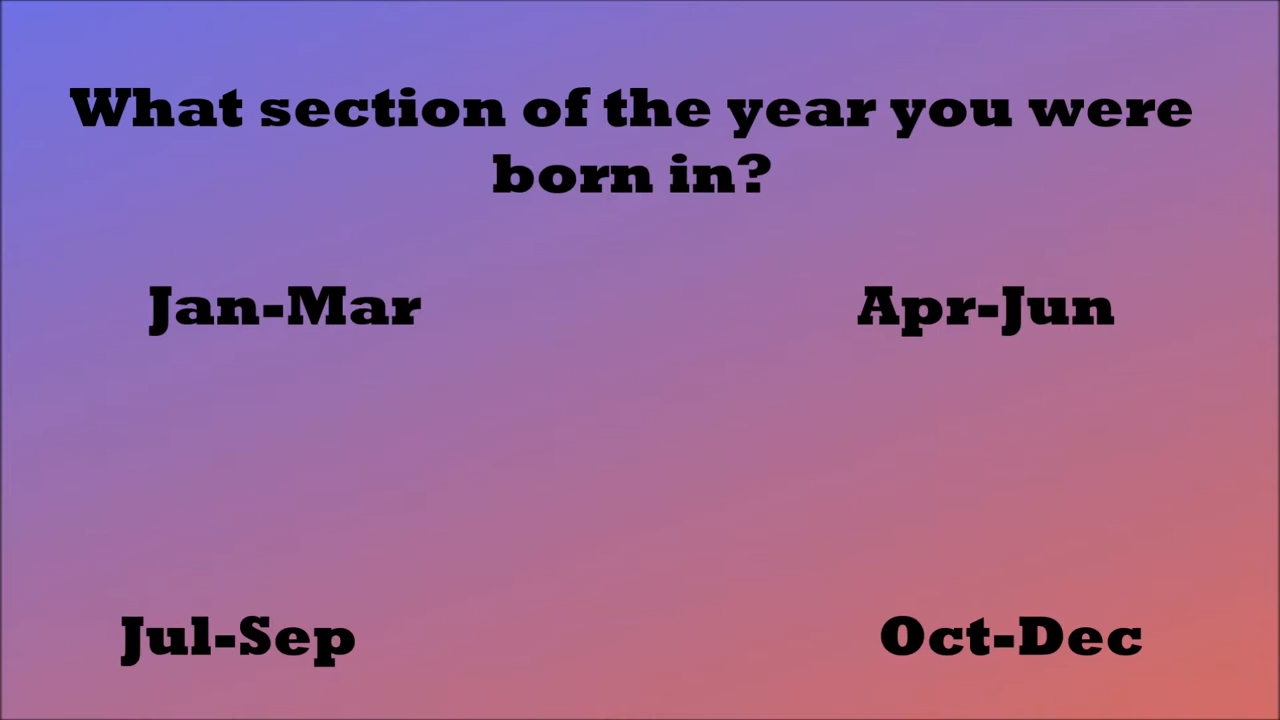 What section of the year you were
born in?
Jan-Mar
Apr-Jun
Jul-Sep
Oct-Dec